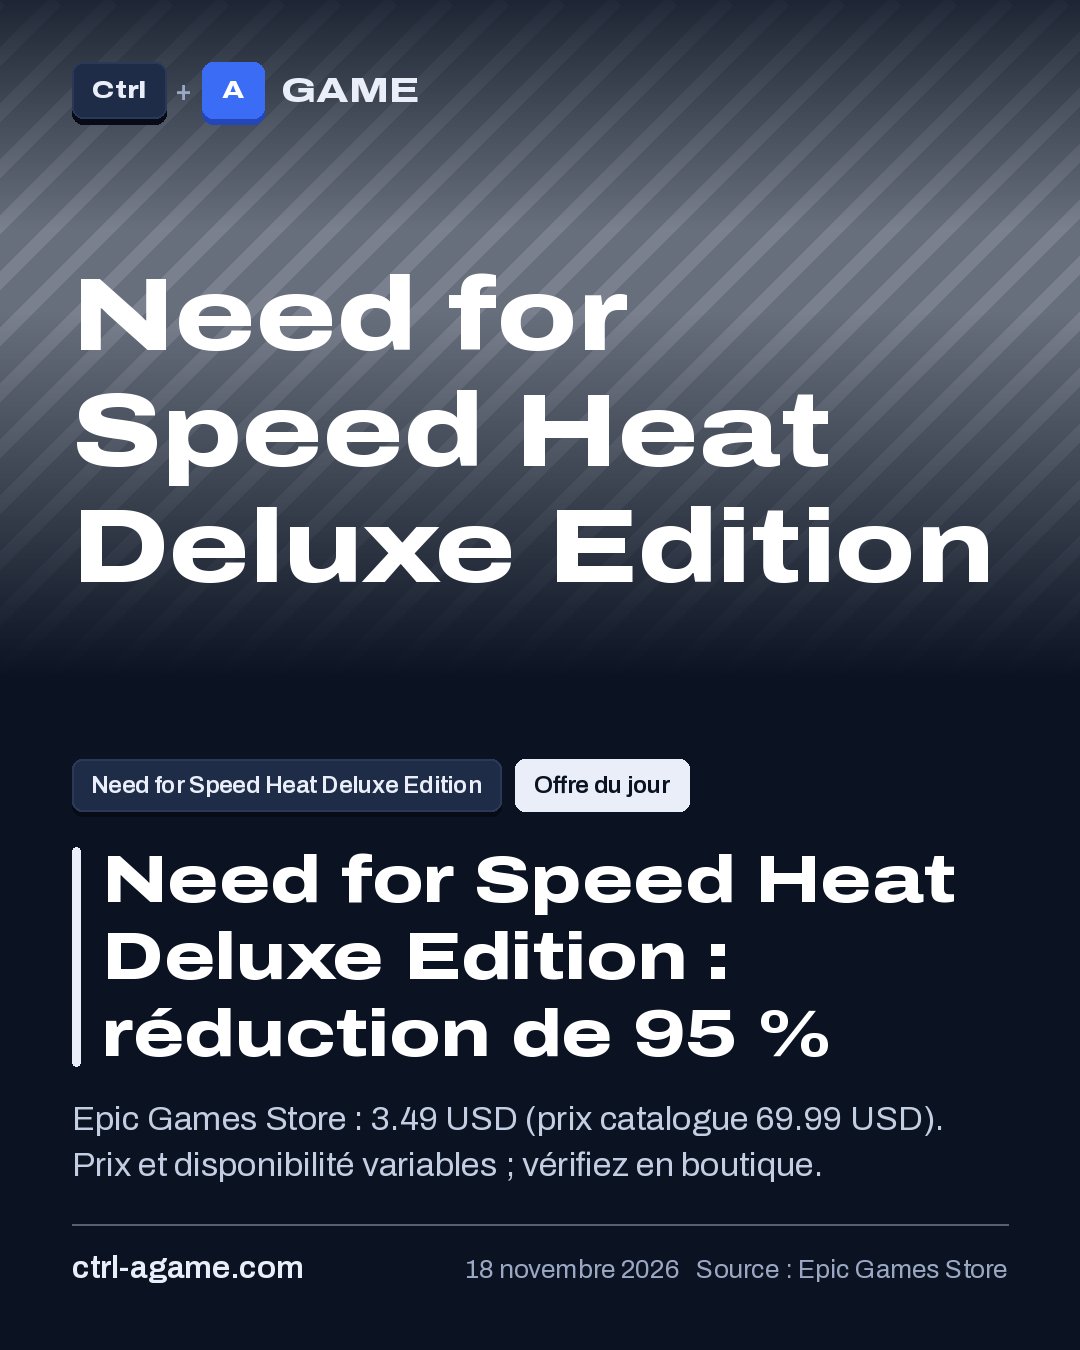 Ctrl + A GAME
Need for
Speed Heat
Deluxe Edition
Need for Speed Heat Deluxe Edition Offre du jour
Need for Speed Heat
Deluxe Edition :
réduction de 95 %
Epic Games Store : 3.49 USD (prix catalogue 69.99 USD).
Prix et disponibilité variables ; vérifiez en boutique.
ctrl-agame.com 18 novembre 2026 Source : Epic Games Store